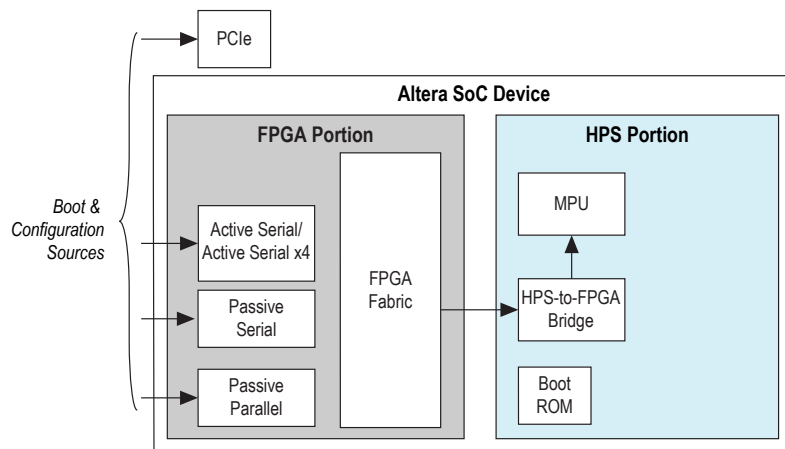 PCIe
Altera SoC Device
FPGA Portion
HPS Portion
Boot &
Configuration
Sources
Active Serial/
Active Serial x4
Passive
Serial
Passive
Parallel
FPGA
Fabric
MPU
HPS-to-FPGA
Bridge
Boot
ROM